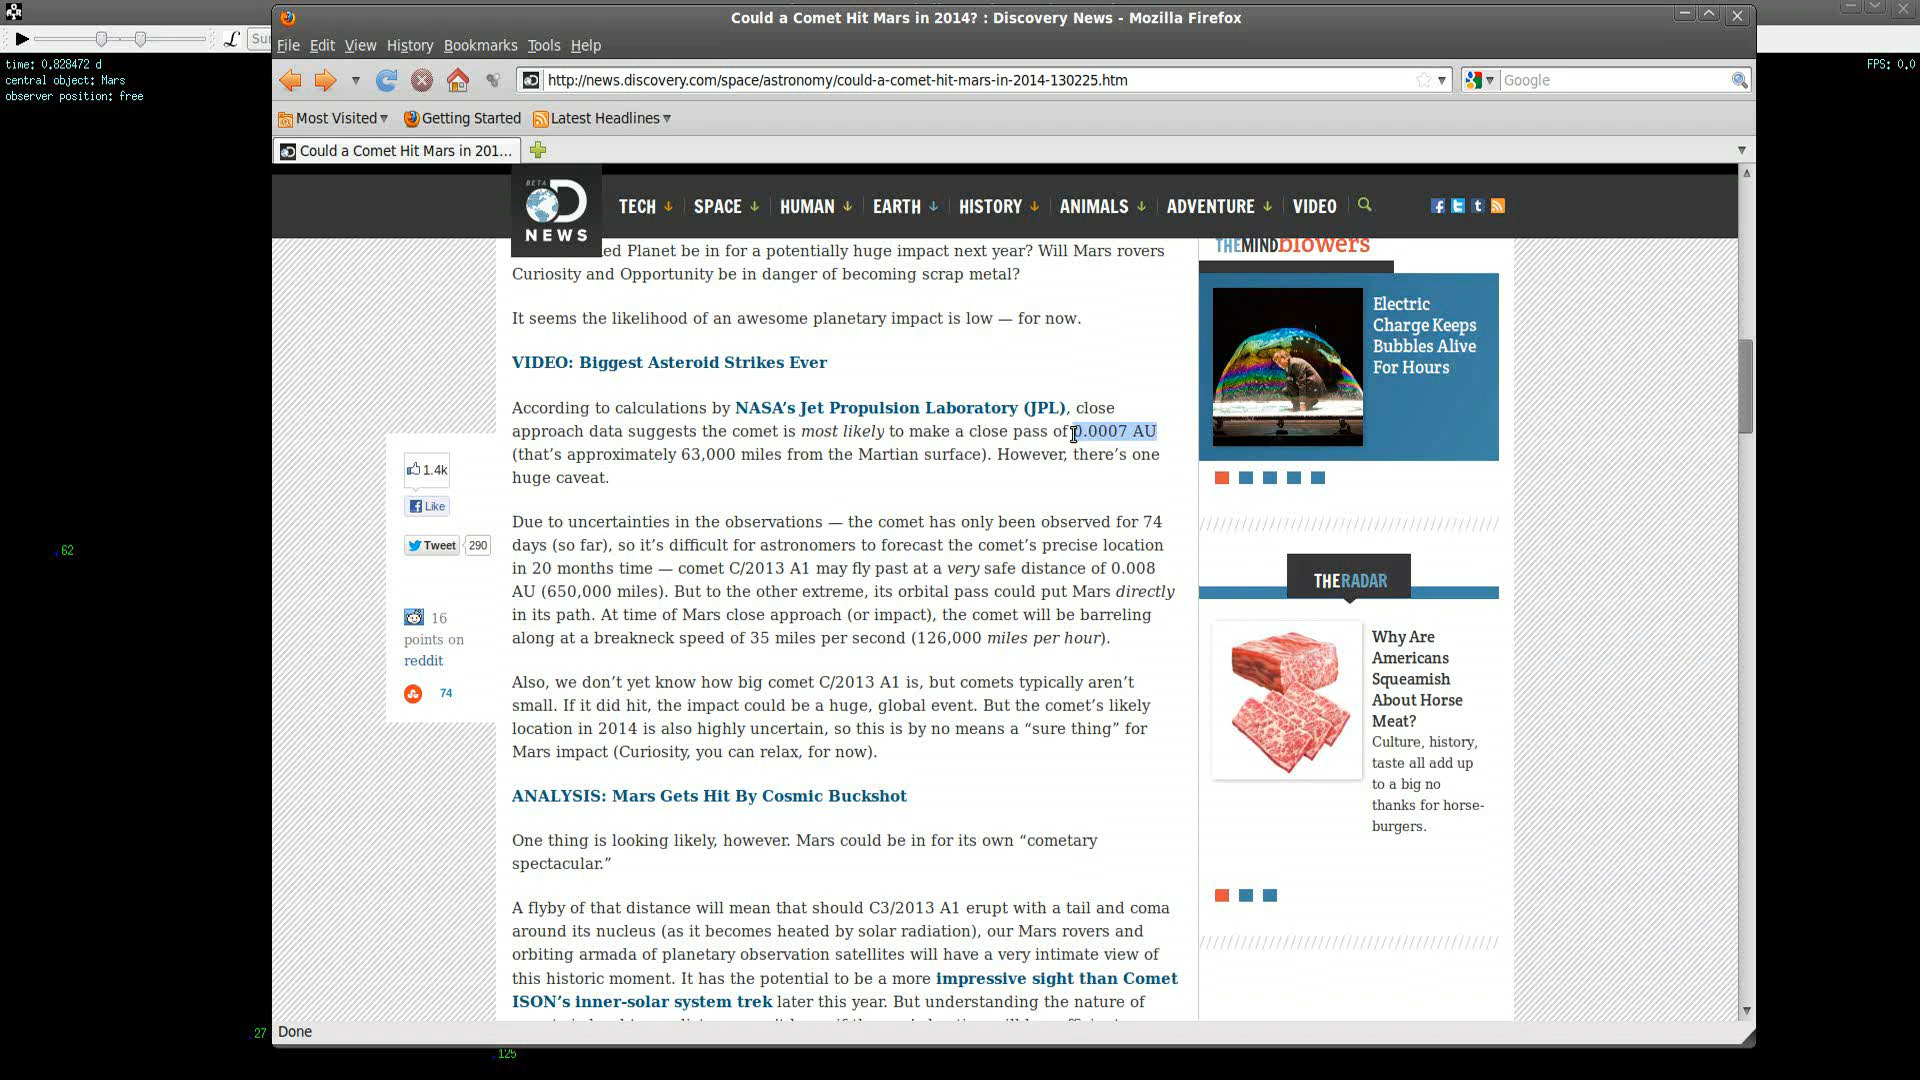 Could a Comet Hit Mars in 2014? : Discovery News - Mozilla Firefox
File Edit View History Bookmarks Tools Help
time: 0.828472 d
central object: Mars
observer position: free
FPS: 0.0
http://news.discovery.com/space/astronomy/could-a-comet-hit-mars-in-2014-130225.htm
Google
Most Visited Getting Started Latest Headlines
Could a Comet Hit Mars in 201...
BETA
D
NEWS
TECH SPACE HUMAN EARTH HISTORY ANIMALS ADVENTURE VIDEO
ed Planet be in for a potentially huge impact next year? Will Mars rovers
Curiosity and Opportunity be in danger of becoming scrap metal?
It seems the likelihood of an awesome planetary impact is low — for now.
VIDEO: Biggest Asteroid Strikes Ever
According to calculations by NASA’s Jet Propulsion Laboratory (JPL), close
approach data suggests the comet is most likely to make a close pass of 0.0007 AU
(that’s approximately 63,000 miles from the Martian surface). However, there’s one
huge caveat.
Due to uncertainties in the observations — the comet has only been observed for 74
days (so far), so it’s difficult for astronomers to forecast the comet’s precise location
in 20 months time — comet C/2013 A1 may fly past at a very safe distance of 0.008
AU (650,000 miles). But to the other extreme, its orbital pass could put Mars directly
in its path. At time of Mars close approach (or impact), the comet will be barreling
along at a breakneck speed of 35 miles per second (126,000 miles per hour).
Also, we don’t yet know how big comet C/2013 A1 is, but comets typically aren’t
small. If it did hit, the impact could be a huge, global event. But the comet’s likely
location in 2014 is also highly uncertain, so this is by no means a “sure thing” for
Mars impact (Curiosity, you can relax, for now).
ANALYSIS: Mars Gets Hit By Cosmic Buckshot
One thing is looking likely, however. Mars could be in for its own “cometary
spectacular.”
A flyby of that distance will mean that should C3/2013 A1 erupt with a tail and coma
around its nucleus (as it becomes heated by solar radiation), our Mars rovers and
orbiting armada of planetary observation satellites will have a very intimate view of
this historic moment. It has the potential to be a more impressive sight than Comet
ISON’s inner-solar system trek later this year. But understanding the nature of
1.4k
Like
Tweet 290
16
points on
reddit
74
THEMINDblowers
Electric
Charge Keeps
Bubbles Alive
For Hours
THERADAR
Why Are
Americans
Squeamish
About Horse
Meat?
Culture, history,
taste all add up
to a big no
thanks for horse-
burgers.
Done
62
27
125